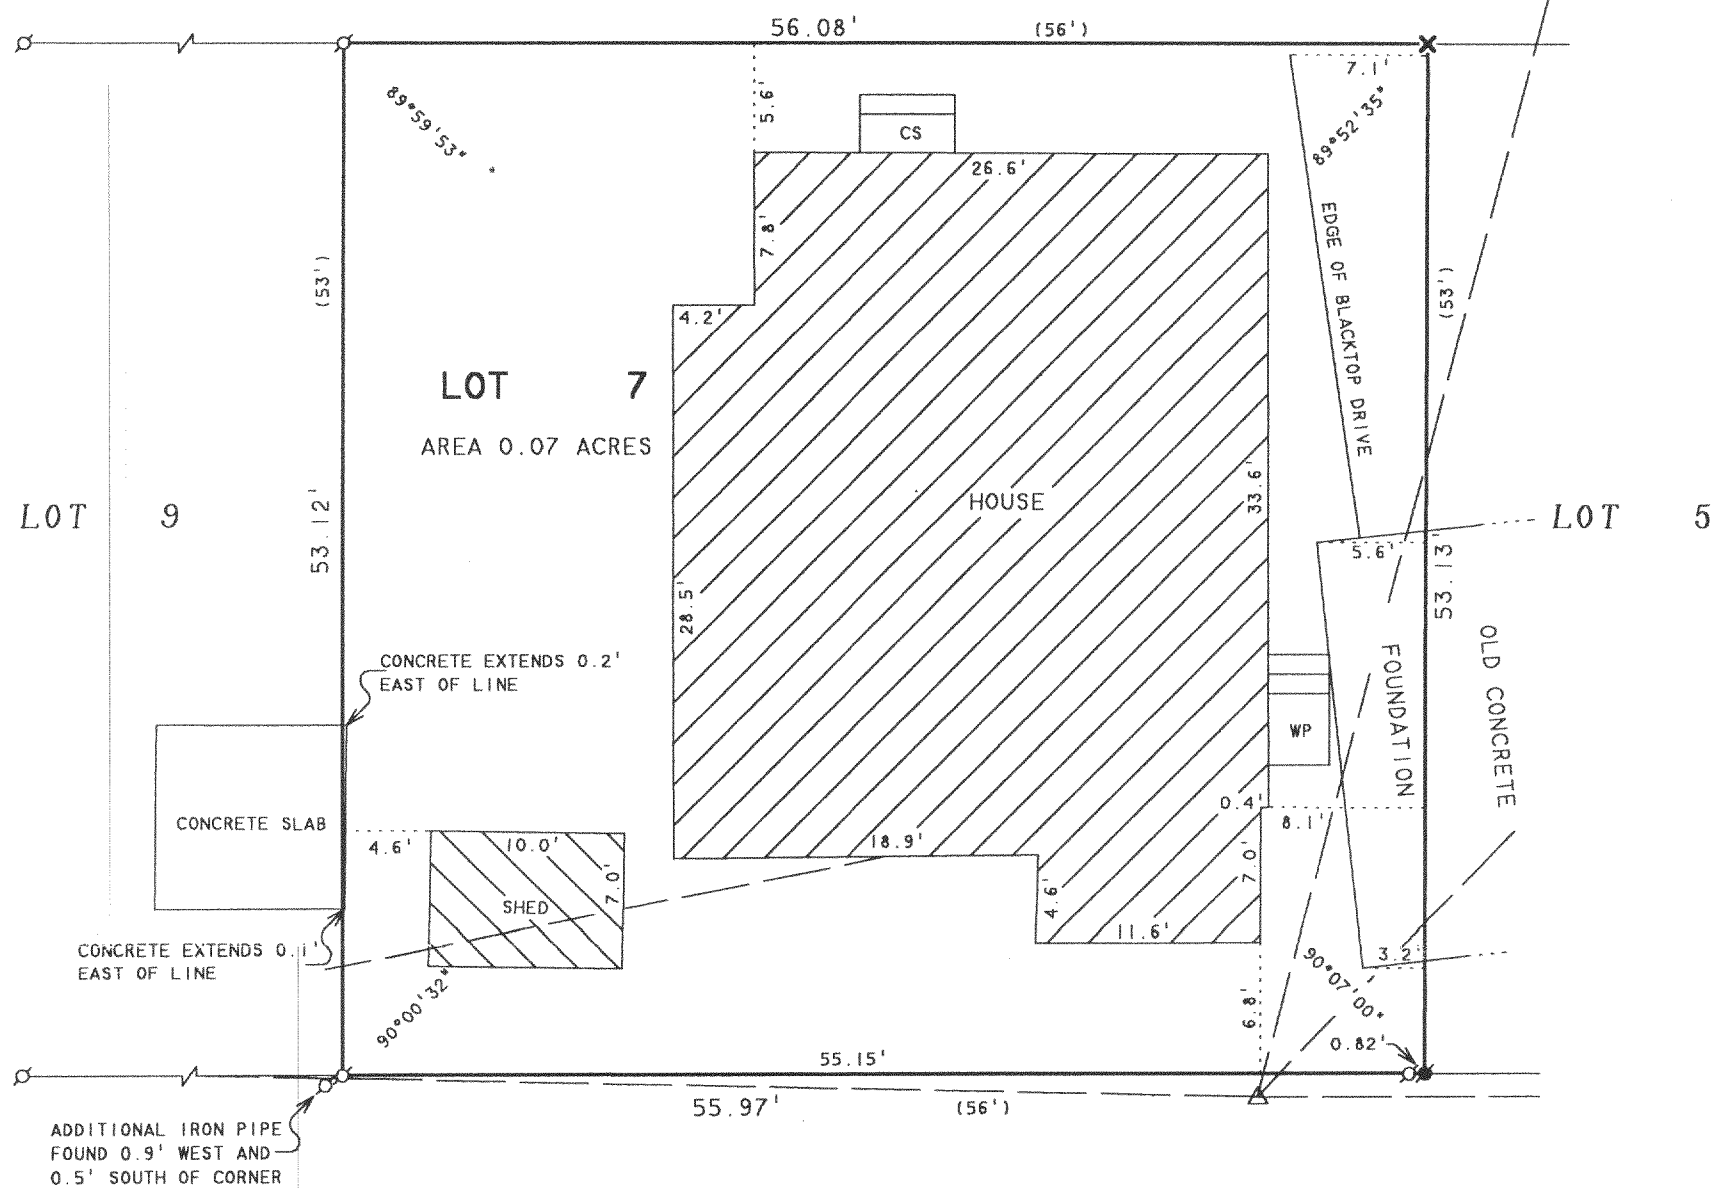 56.08' (56')
7.1'
89°59'53"
5.6'
CS
89°52'35"
26.6'
7.8'
(53')
4.2'
EDGE OF BLACKTOP DRIVE
(53')
LOT 7
AREA 0.07 ACRES
HOUSE
33.6'
LOT 9
53.12'
LOT 5
5.6'
53.13'
28.5'
CONCRETE EXTENDS 0.2'
EAST OF LINE
FOUNDATION
OLD CONCRETE
WP
CONCRETE SLAB
4.6'
10.0'
18.9'
0.4'
8.1'
7.0'
SHED
4.6'
7.0'
11.6'
CONCRETE EXTENDS 0.1'
EAST OF LINE
3.2'
90°00'32"
6.8'
90°07'00"
0.82'
55.15'
55.97' (56')
ADDITIONAL IRON PIPE
FOUND 0.9' WEST AND
0.5' SOUTH OF CORNER